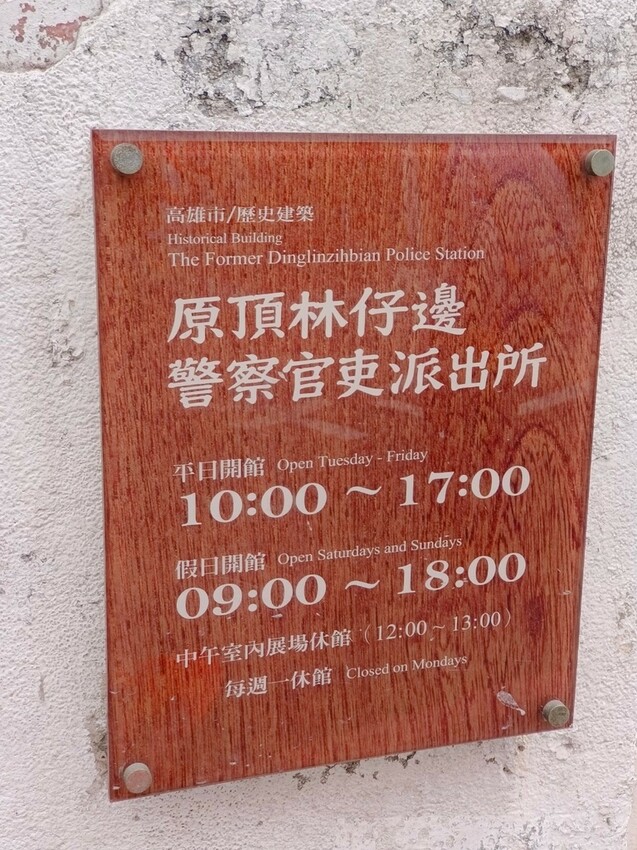 高雄市/歷史建築
Historical Building
The Former Dinglinzihbian Police Station
原頂林仔邊
警察官吏派出所
平日開館 Open Tuesday - Friday
10:00 ~ 17:00
假日開館 Open Saturdays and Sundays
09:00 ~ 18:00
中午室內展場休館（12:00 ~ 13:00）
每週一休館 Closed on Mondays